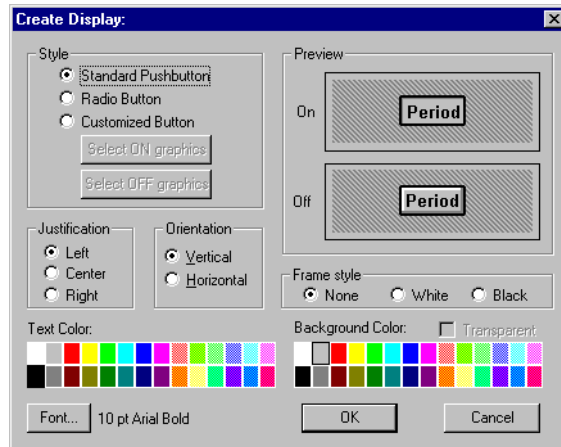 Create Display:
Style
Standard Pushbutton
Radio Button
Customized Button
Select ON graphics
Select OFF graphics
Preview
On
Period
Off
Period
Justification
Left
Center
Right
Orientation
Vertical
Horizontal
Frame style
None White Black
Text Color:
Background Color: Transparent
Font... 10 pt Arial Bold
OK Cancel